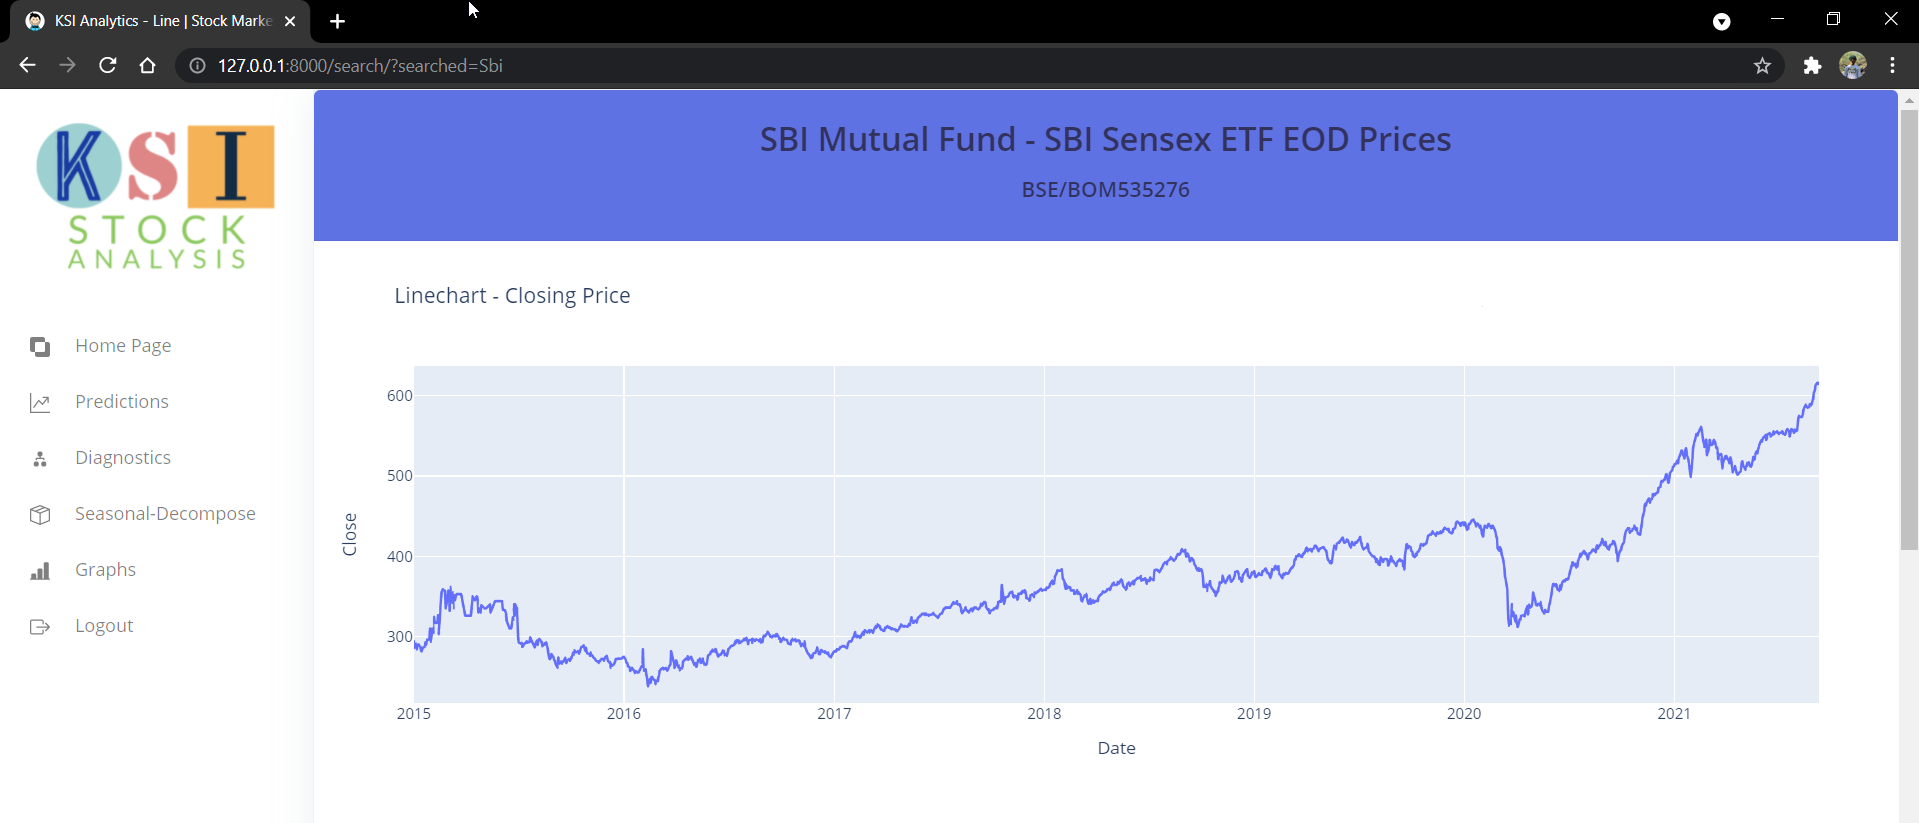 KSI Analytics - Line | Stock Marke
127.0.0.1:8000/search/?searched=Sbi
KSI
STOCK
ANALYSIS
Home Page
Predictions
Diagnostics
Seasonal-Decompose
Graphs
Logout
SBI Mutual Fund - SBI Sensex ETF EOD Prices
BSE/BOM535276
Linechart - Closing Price
600
500
400
300
Close
2015 2016 2017 2018 2019 2020 2021
Date